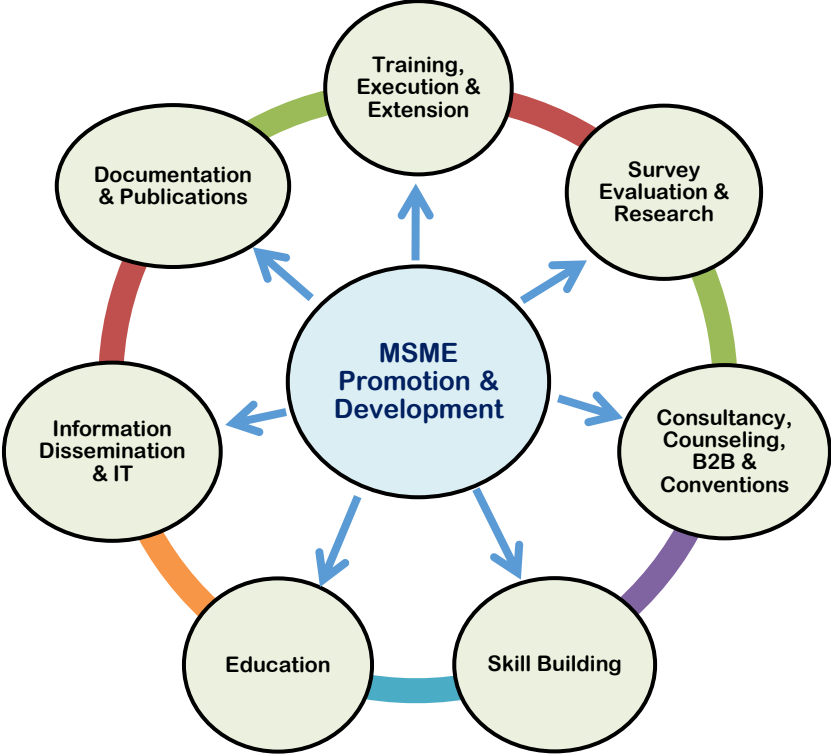 Training,
Execution &
Extension
Survey
Evaluation &
Research
Consultancy,
Counseling,
B2B &
Conventions
Skill Building
Education
Information
Dissemination
& IT
Documentation
& Publications
MSME
Promotion &
Development